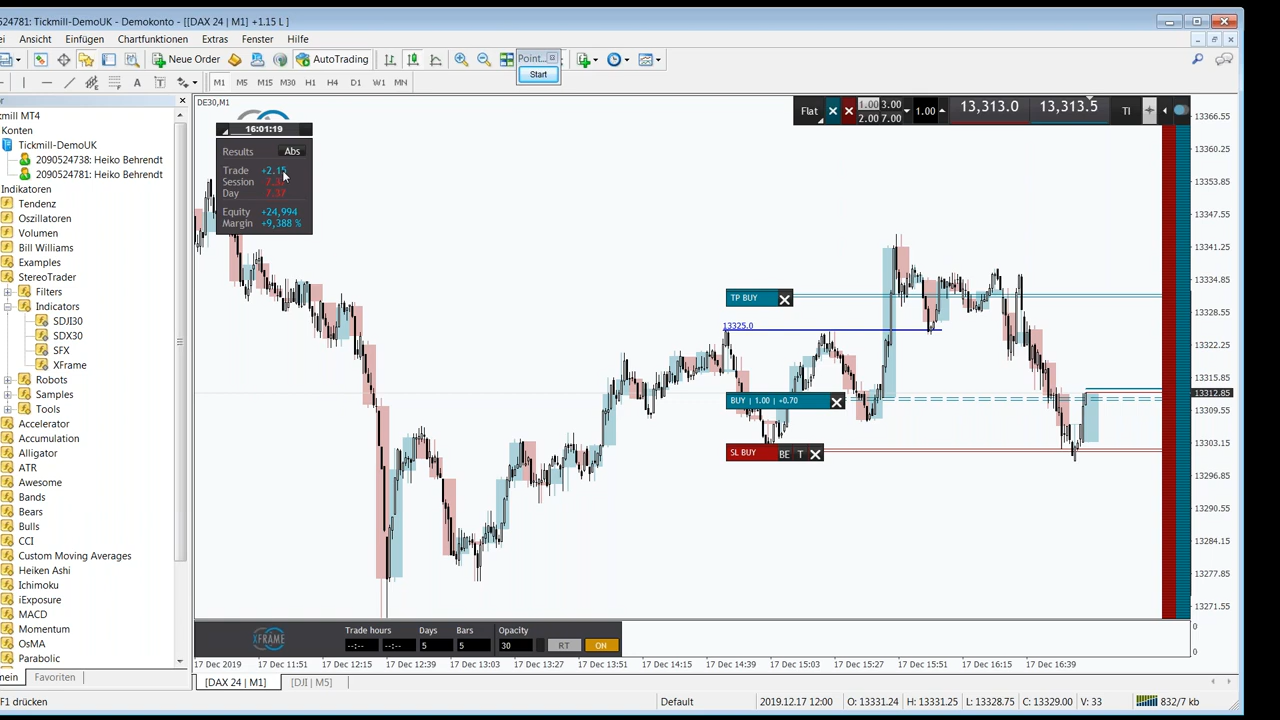 524781: Tickmill-DemoUK - Demokonto - [[DAX 24 | M1] +1.15 L ]
ei Ansicht Einfügen Chartfunktionen Extras Fenster Hilfe
Neue Order AutoTrading Point...
Start
A T M1 M5 M15 M30 H1 H4 D1 W1 MN
or
kmill MT4
Konten
Tickmill-DemoUK
2090524738: Heiko Behrendt
2090524781: Heiko Behrendt
Indikatoren
Tendenz
Oszillatoren
Volumen
Bill Williams
Examples
StereoTrader
Filters
Indicators
SDJI30
SDX30
SFX
XFrame
Robots
Samples
Tools
Accelerator
Accumulation
Alligator
ATR
Awesome
Bands
Bears
Bulls
CCI
Custom Moving Averages
Heiken Ashi
Ichimoku
iExposure
MACD
Momentum
OsMA
Parabolic
mein Favoriten
DE30,M1
16:01:19
Results Abs
Trade +2.15
Session
Day 7.37
Equity +24,994
Margin +9,388 %
Flat 1.00 3.00 1.00 13,313.0 13,313.5 TI
2.00 7.00
TP BUY
13325.0
BUY | 1.00 | +0.70
SL BUY BE T
13366.55
13360.25
13353.85
13347.55
13341.25
13334.85
13328.55
13322.25
13315.85
13312.85
13309.55
13303.15
13296.85
13290.55
13284.15
13277.85
13271.55
0
0
XFRAME
Trade hours Days Bars Opacity
--:-- --:-- 5 5 30 RT ON
17 Dec 2019 17 Dec 11:51 17 Dec 12:15 17 Dec 12:39 17 Dec 13:03 17 Dec 13:27 17 Dec 13:51 17 Dec 14:15 17 Dec 14:39 17 Dec 15:03 17 Dec 15:27 17 Dec 15:51 17 Dec 16:15 17 Dec 16:39
[DAX 24 | M1] [DJI | M5]
F1 drücken Default 2019.12.17 12:00 O: 13331.24 H: 13331.25 L: 13328.75 C: 13329.00 V: 33 832/7 kb